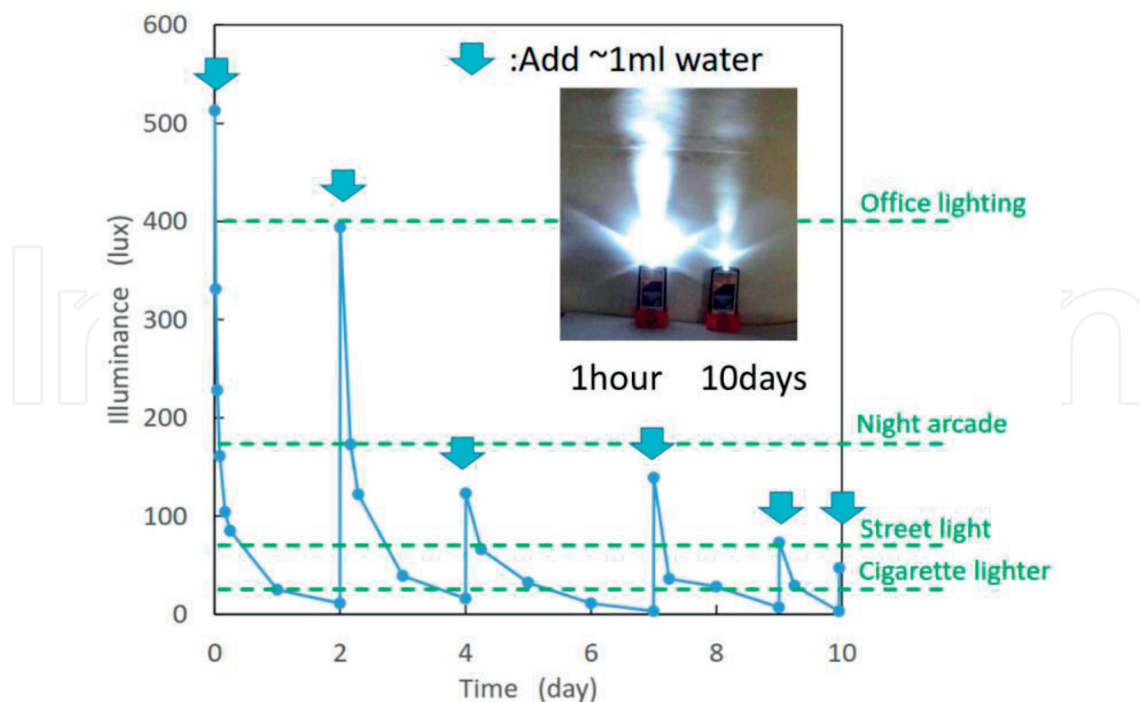 600
500
400
300
200
100
0
Illuminance (lux)
:Add ~1ml water
1hour 10days
Office lighting
Night arcade
Street light
Cigarette lighter
0 2 4 6 8 10
Time (day)